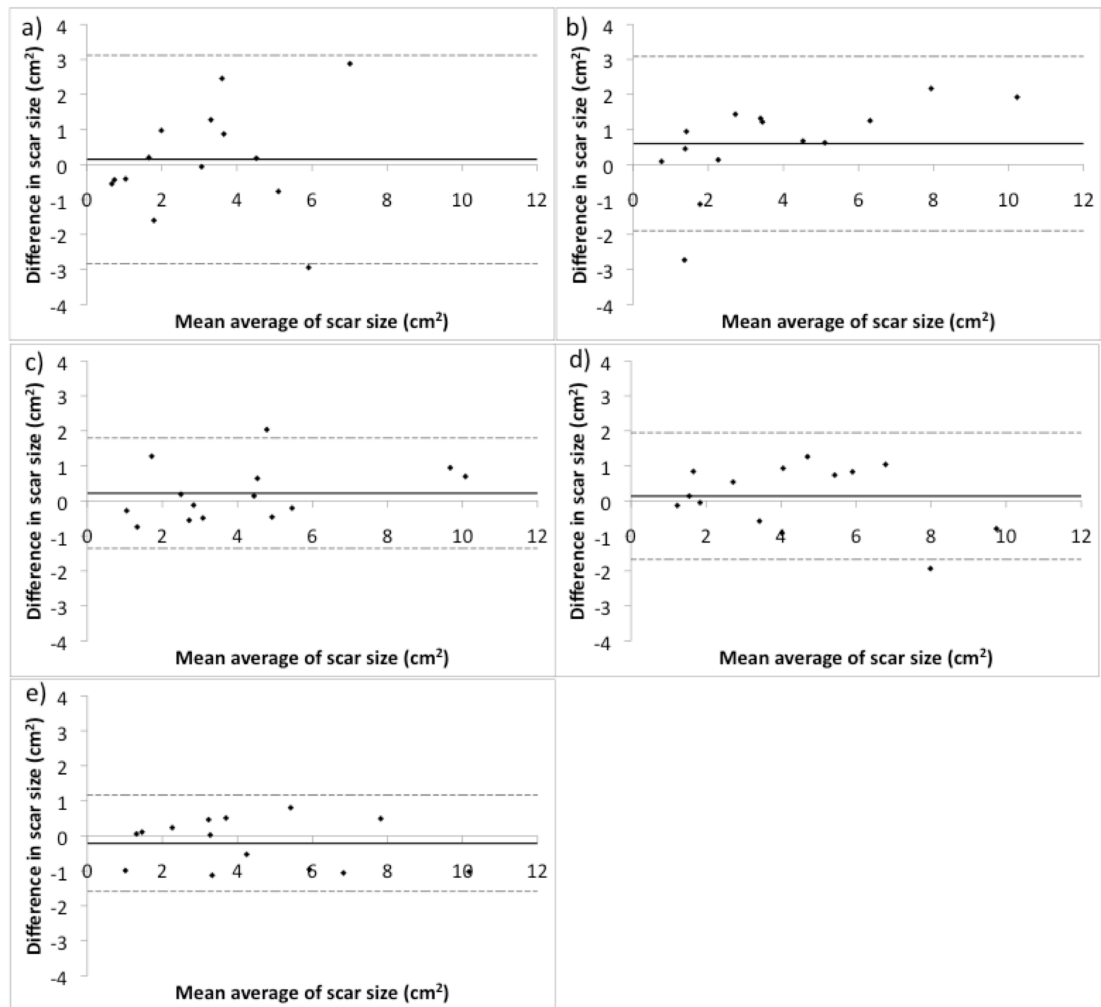 a)
Difference in scar size (cm²)
4
3
2
1
0
-1
-2
-3
-4
0 2 4 6 8 10 12
Mean average of scar size (cm²)
b)
Difference in scar size (cm²)
4
3
2
1
0
-1
-2
-3
-4
0 2 4 6 8 10 12
Mean average of scar size (cm²)
c)
Difference in scar size (cm²)
4
3
2
1
0
-1
-2
-3
-4
0 2 4 6 8 10 12
Mean average of scar size (cm²)
d)
Difference in scar size (cm²)
4
3
2
1
0
-1
-2
-3
-4
0 2 4 6 8 10 12
Mean average of scar size (cm²)
e)
Difference in scar size (cm²)
4
3
2
1
0
-1
-2
-3
-4
0 2 4 6 8 10 12
Mean average of scar size (cm²)